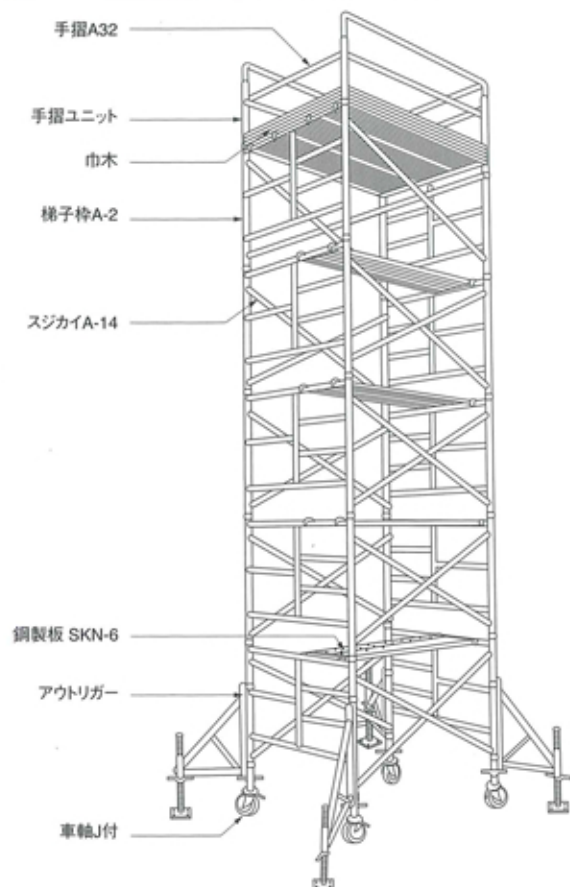 手摺A32
手摺ユニット
巾木
梯子枠A-2
スジカイA-14
鋼製板 SKN-6
アウトリガー
車軸J付